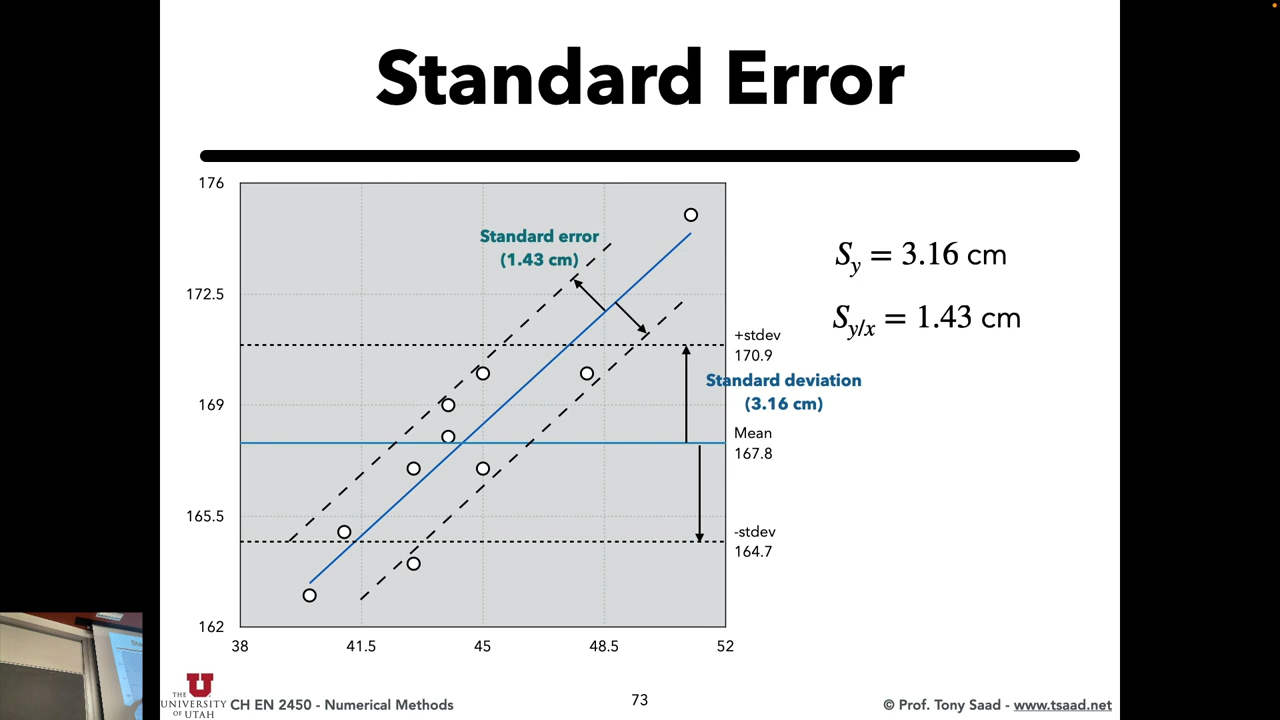 Standard Error
176
172.5
169
165.5
162
38
41.5
45
48.5
52
Standard error
(1.43 cm)
+stdev
170.9
Standard deviation
(3.16 cm)
Mean
167.8
-stdev
164.7
S_y = 3.16 cm
S_{y/x} = 1.43 cm
THE
UNIVERSITY
OF UTAH
U
CH EN 2450 - Numerical Methods
73
© Prof. Tony Saad - www.tsaad.net